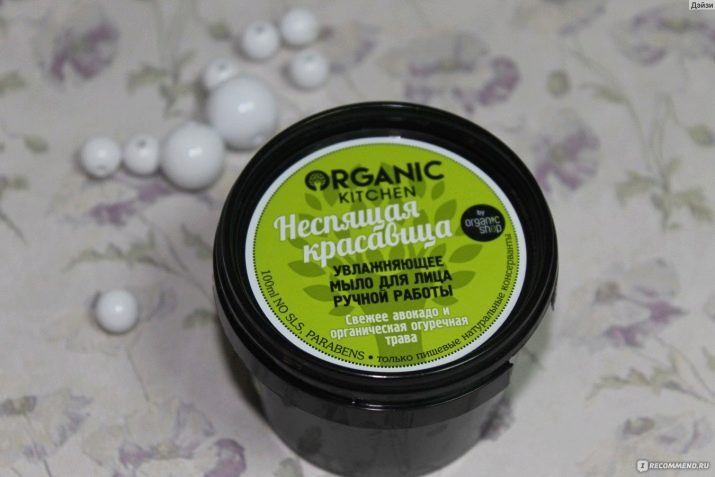 Дэйзи
ORGANIC
KITCHEN
Неспящая
красавица
by
organic
shop
УВЛАЖНЯЮЩЕЕ
МЫЛО ДЛЯ ЛИЦА
РУЧНОЙ РАБОТЫ
Свежее авокадо и
органическая огуречная
трава
100ml NO SLS, PARABENS • только пищевые натуральные консерванты
I RECOMMEND.RU